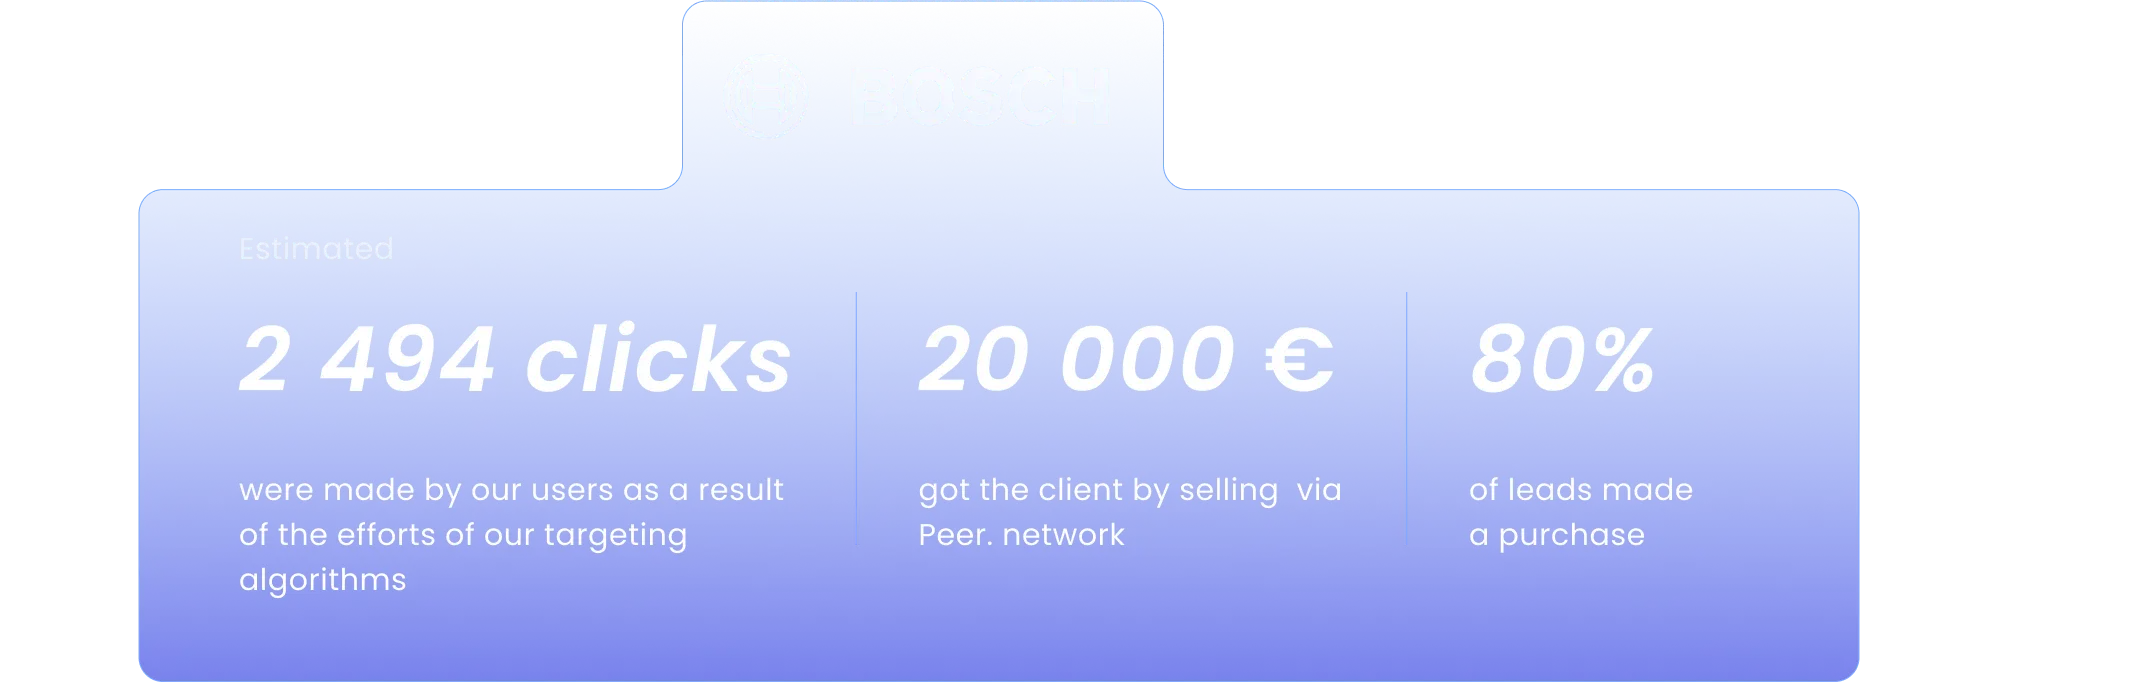 BOSCH
Estimated
2 494 clicks
20 000 €
80%
were made by our users as a result
of the efforts of our targeting
algorithms
got the client by selling  via
Peer. network
of leads made
a purchase